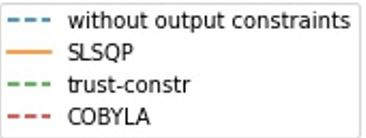 without output constraints
SLSQP
trust-constr
COBYLA